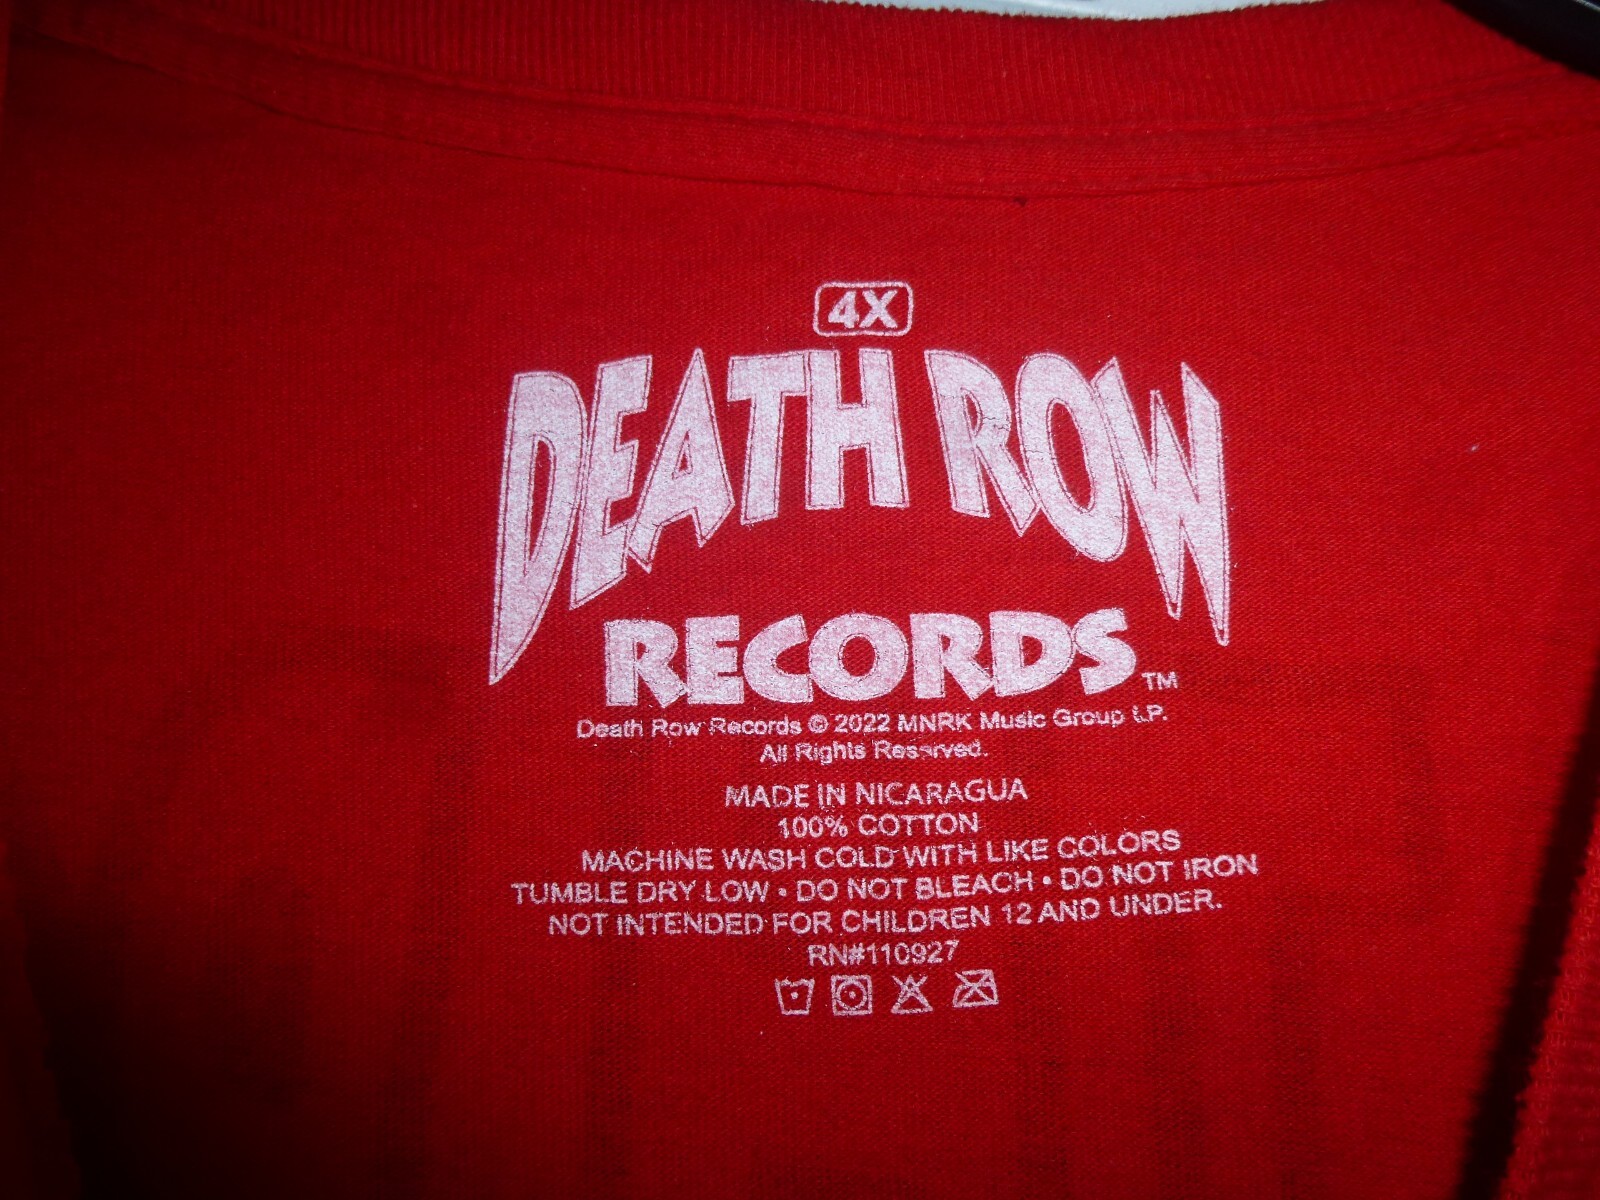 4X
DEATH ROW
RECORDS™
Death Row Records © 2022 MNRK Music Group LP.
All Rights Reserved.
MADE IN NICARAGUA
100% COTTON
MACHINE WASH COLD WITH LIKE COLORS
TUMBLE DRY LOW • DO NOT BLEACH • DO NOT IRON
NOT INTENDED FOR CHILDREN 12 AND UNDER.
RN#110927